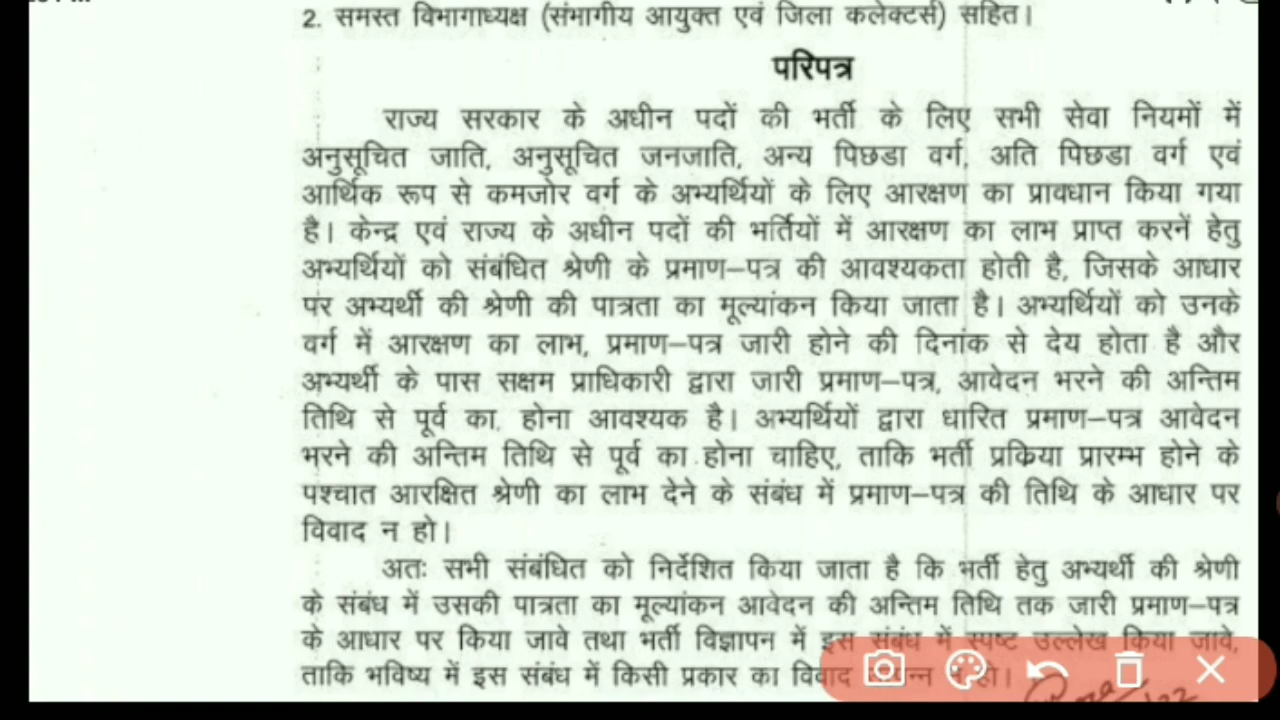 2. समस्त विभागाध्यक्ष (संभागीय आयुक्त एवं जिला कलेक्टर्स) सहित।
परिपत्र
राज्य सरकार के अधीन पदों की भर्ती के लिए सभी सेवा नियमों में
अनुसूचित जाति, अनुसूचित जनजाति, अन्य पिछडा वर्ग, अति पिछडा वर्ग एवं
आर्थिक रूप से कमजोर वर्ग के अभ्यर्थियों के लिए आरक्षण का प्रावधान किया गया
है। केन्द्र एवं राज्य के अधीन पदों की भर्तियों में आरक्षण का लाभ प्राप्त करनें हेतु
अभ्यर्थियों को संबंधित श्रेणी के प्रमाण–पत्र की आवश्यकता होती है, जिसके आधार
पर अभ्यर्थी की श्रेणी की पात्रता का मूल्यांकन किया जाता है। अभ्यर्थियों को उनके
वर्ग में आरक्षण का लाभ, प्रमाण–पत्र जारी होने की दिनांक से देय होता है और
अभ्यर्थी के पास सक्षम प्राधिकारी द्वारा जारी प्रमाण–पत्र, आवेदन भरने की अन्तिम
तिथि से पूर्व का होना आवश्यक है। अभ्यर्थियों द्वारा धारित प्रमाण–पत्र आवेदन
भरने की अन्तिम तिथि से पूर्व का होना चाहिए, ताकि भर्ती प्रक्रिया प्रारम्भ होने के
पश्चात आरक्षित श्रेणी का लाभ देने के संबंध में प्रमाण–पत्र की तिथि के आधार पर
विवाद न हो।
अतः सभी संबंधित को निर्देशित किया जाता है कि भर्ती हेतु अभ्यर्थी की श्रेणी
के संबंध में उसकी पात्रता का मूल्यांकन आवेदन की अन्तिम तिथि तक जारी प्रमाण–पत्र
के आधार पर किया जावे तथा भर्ती विज्ञापन में इस संबंध में स्पष्ट उल्लेख किया जावे,
ताकि भविष्य में इस संबंध में किसी प्रकार का विवाद न हो।